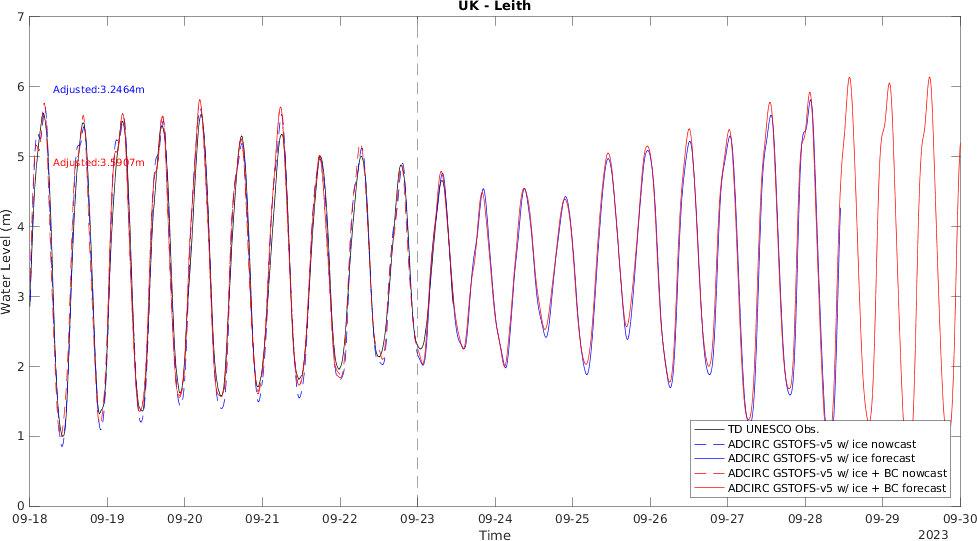 UK - Leith
7
6
5
4
3
2
1
0
Water Level (m)
Adjusted:3.2464m
Adjusted:3.5907m
TD UNESCO Obs.
ADCIRC GSTOFS-v5 w/ ice nowcast
ADCIRC GSTOFS-v5 w/ ice forecast
ADCIRC GSTOFS-v5 w/ ice + BC nowcast
ADCIRC GSTOFS-v5 w/ ice + BC forecast
09-18 09-19 09-20 09-21 09-22 09-23 09-24 09-25 09-26 09-27 09-28 09-29 09-30
Time
2023